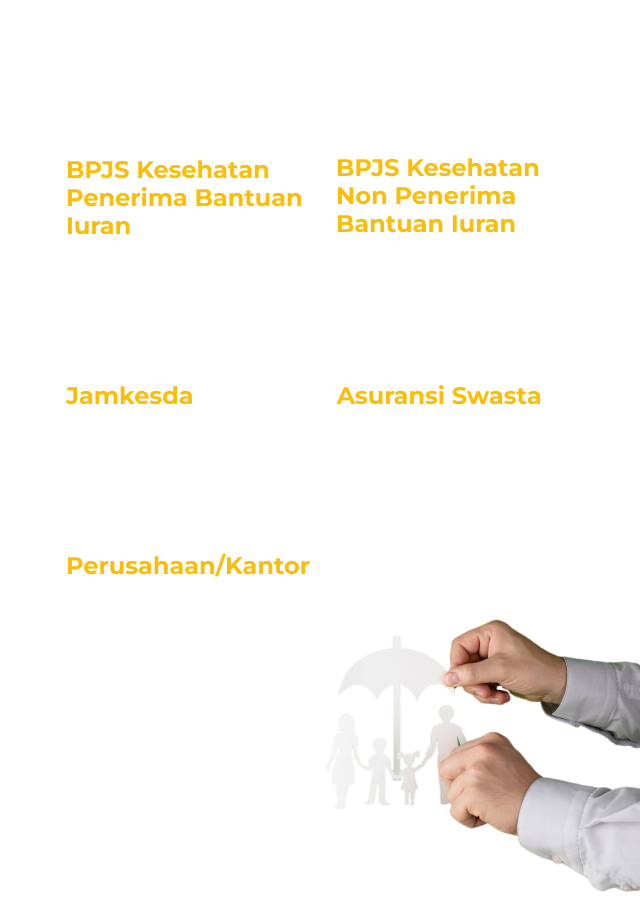 BPJS Kesehatan
Penerima Bantuan
Iuran
BPJS Kesehatan
Non Penerima
Bantuan Iuran
Jamkesda
Asuransi Swasta
Perusahaan/Kantor